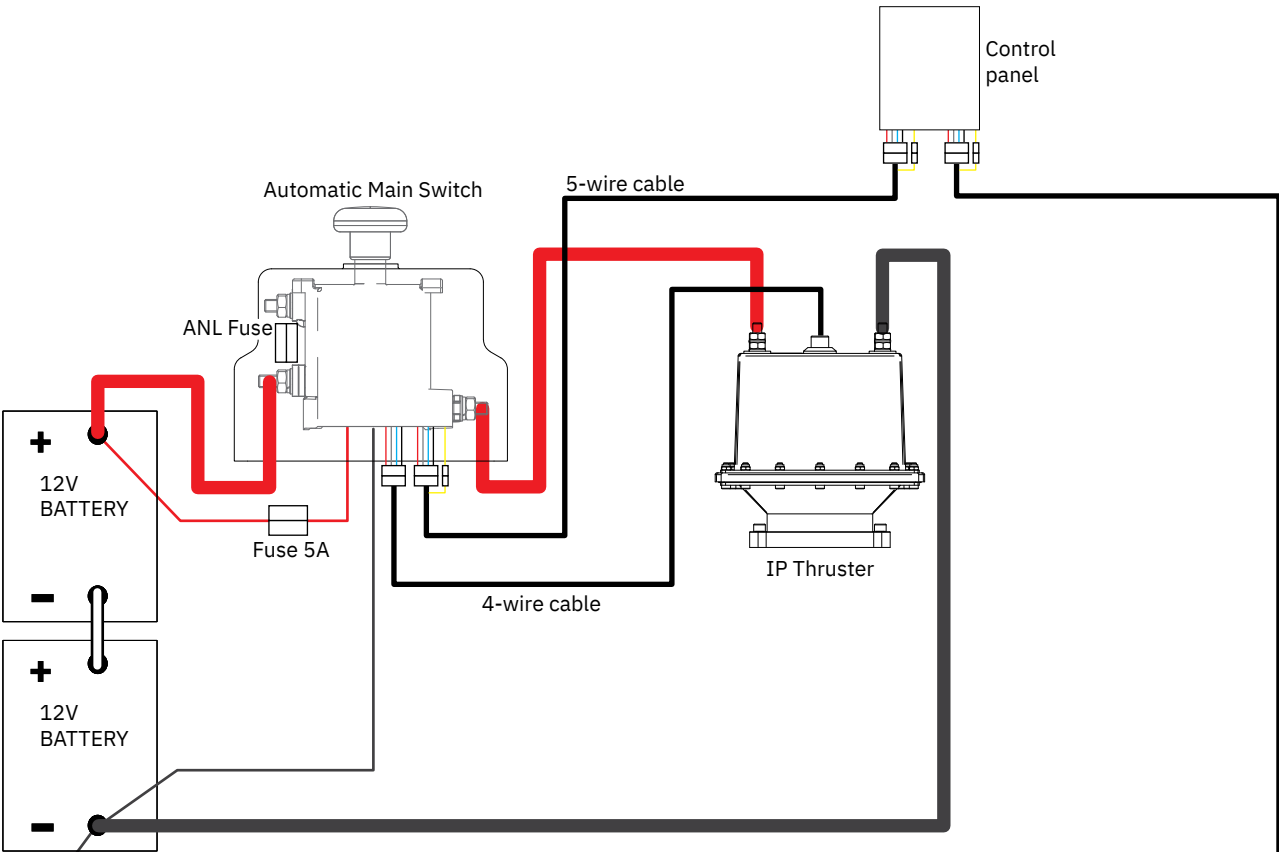 Control
panel
5-wire cable
Automatic Main Switch
ANL Fuse
+
12V
BATTERY
-
Fuse 5A
IP Thruster
4-wire cable
+
12V
BATTERY
-